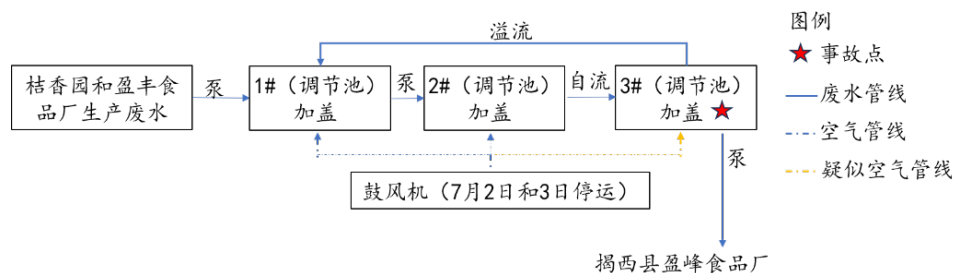 图例
溢流
事故点
桔香园和盈丰食
品厂生产废水
泵
1#（调节池）
加盖
泵
2#（调节池）
加盖
自流
3#（调节池）
加盖
废水管线
空气管线
泵
疑似空气管线
鼓风机（7月2日和3日停运）
揭西县盈峰食品厂